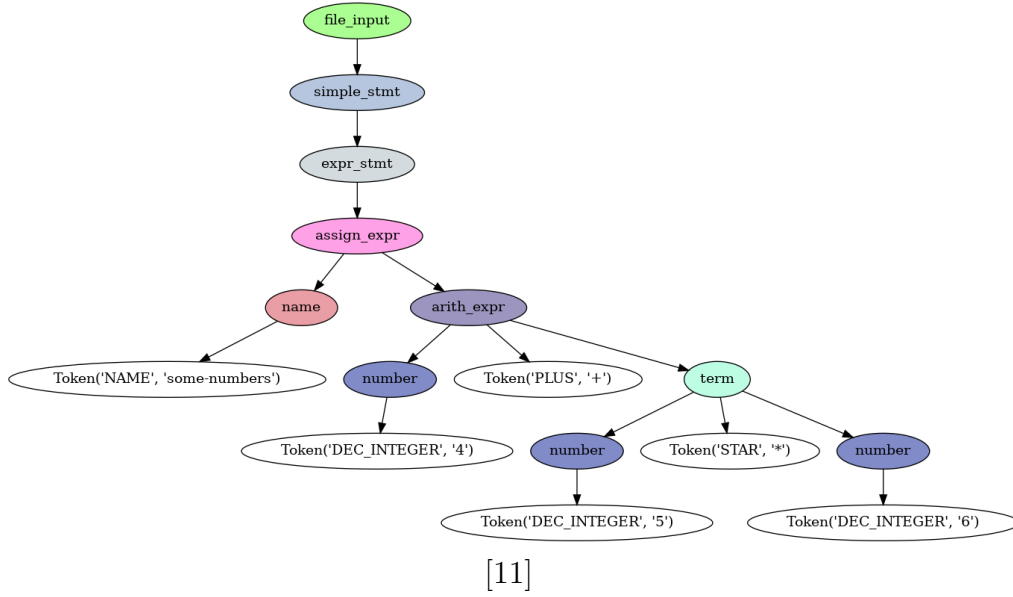 file_input
simple_stmt
expr_stmt
assign_expr
name
arith_expr
Token('NAME', 'some-numbers')
number
Token('PLUS', '+')
term
Token('DEC_INTEGER', '4')
number
Token('STAR', '*')
number
Token('DEC_INTEGER', '5')
Token('DEC_INTEGER', '6')
[11]